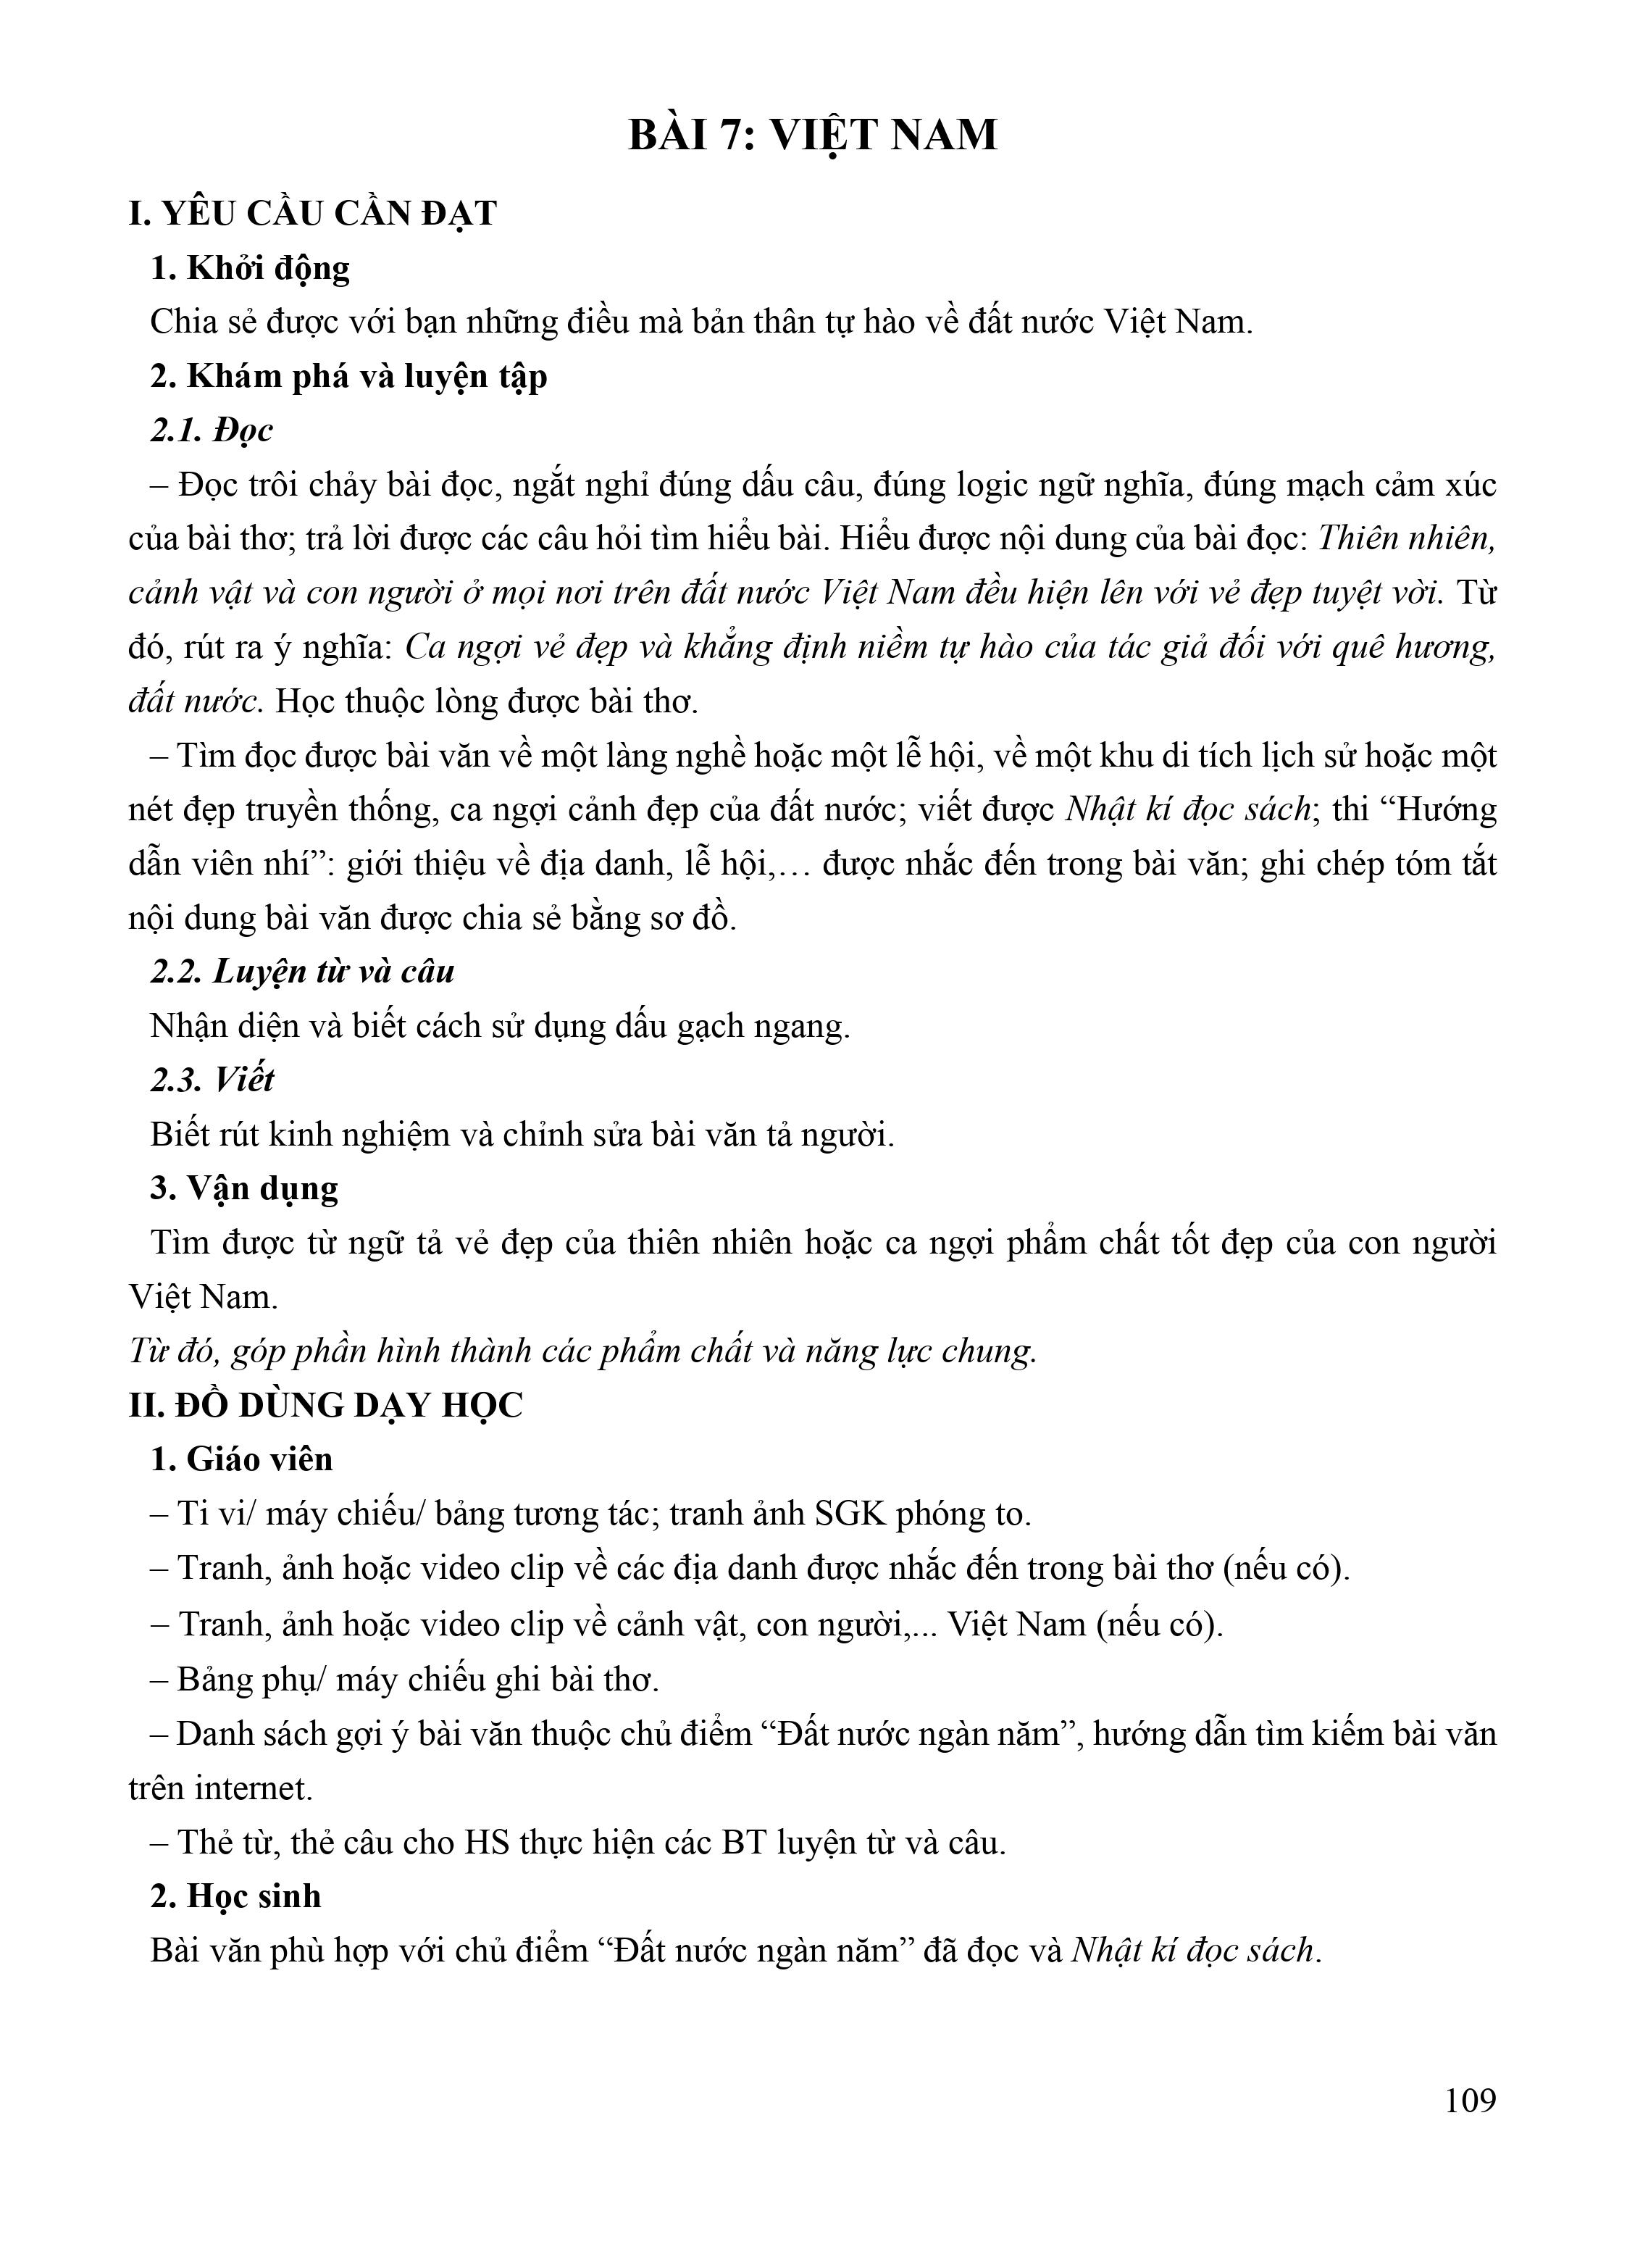 BÀI 7: VIỆT NAM
I. YÊU CẦU CẦN ĐẠT
1. Khởi động
Chia sẻ được với bạn những điều mà bản thân tự hào về đất nước Việt Nam.
2. Khám phá và luyện tập
2.1. Đọc
– Đọc trôi chảy bài đọc, ngắt nghỉ đúng dấu câu, đúng logic ngữ nghĩa, đúng mạch cảm xúc
của bài thơ; trả lời được các câu hỏi tìm hiểu bài. Hiểu được nội dung của bài đọc: Thiên nhiên,
cảnh vật và con người ở mọi nơi trên đất nước Việt Nam đều hiện lên với vẻ đẹp tuyệt vời. Từ
đó, rút ra ý nghĩa: Ca ngợi vẻ đẹp và khẳng định niềm tự hào của tác giả đối với quê hương,
đất nước. Học thuộc lòng được bài thơ.
– Tìm đọc được bài văn về một làng nghề hoặc một lễ hội, về một khu di tích lịch sử hoặc một
nét đẹp truyền thống, ca ngợi cảnh đẹp của đất nước; viết được Nhật kí đọc sách; thi “Hướng
dẫn viên nhí”: giới thiệu về địa danh, lễ hội,… được nhắc đến trong bài văn; ghi chép tóm tắt
nội dung bài văn được chia sẻ bằng sơ đồ.
2.2. Luyện từ và câu
Nhận diện và biết cách sử dụng dấu gạch ngang.
2.3. Viết
Biết rút kinh nghiệm và chỉnh sửa bài văn tả người.
3. Vận dụng
Tìm được từ ngữ tả vẻ đẹp của thiên nhiên hoặc ca ngợi phẩm chất tốt đẹp của con người
Việt Nam.
Từ đó, góp phần hình thành các phẩm chất và năng lực chung.
II. ĐỒ DÙNG DẠY HỌC
1. Giáo viên
– Ti vi/ máy chiếu/ bảng tương tác; tranh ảnh SGK phóng to.
– Tranh, ảnh hoặc video clip về các địa danh được nhắc đến trong bài thơ (nếu có).
– Tranh, ảnh hoặc video clip về cảnh vật, con người,... Việt Nam (nếu có).
– Bảng phụ/ máy chiếu ghi bài thơ.
– Danh sách gợi ý bài văn thuộc chủ điểm “Đất nước ngàn năm”, hướng dẫn tìm kiếm bài văn
trên internet.
– Thẻ từ, thẻ câu cho HS thực hiện các BT luyện từ và câu.
2. Học sinh
Bài văn phù hợp với chủ điểm “Đất nước ngàn năm” đã đọc và Nhật kí đọc sách.
109